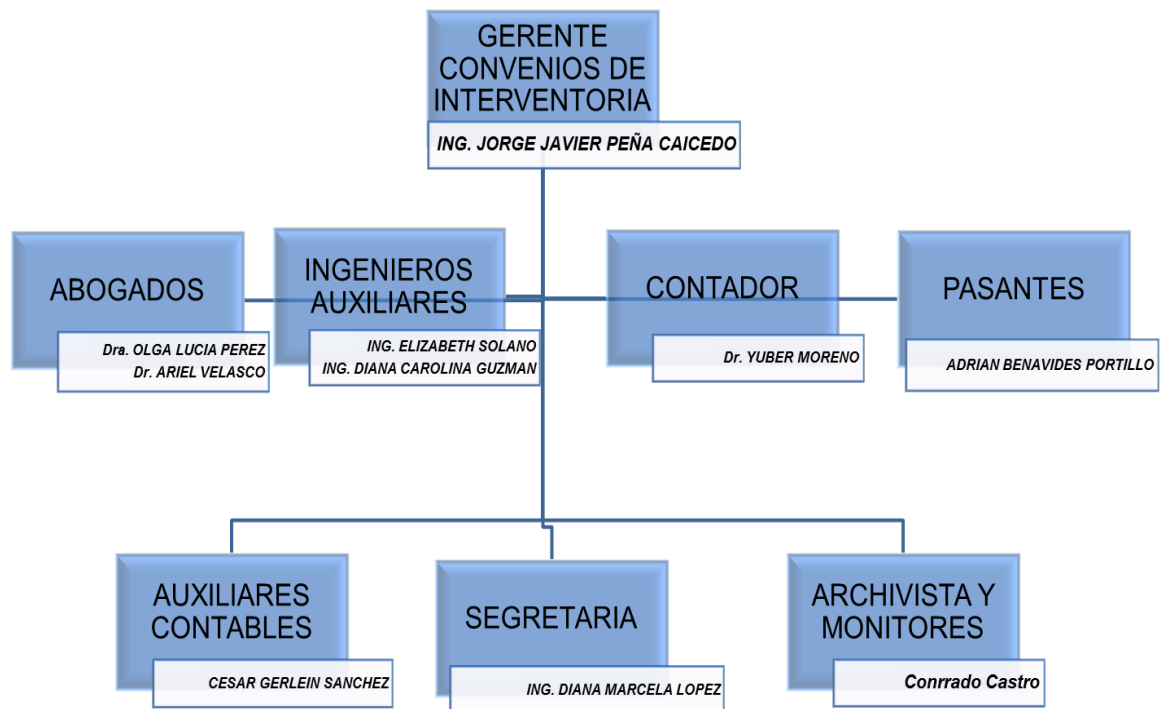 GERENTE
CONVENIOS DE
INTERVENTORIA
ING. JORGE JAVIER PEÑA CAICEDO
ABOGADOS
Dra. OLGA LUCIA PEREZ
Dr. ARIEL VELASCO
INGENIEROS
AUXILIARES
ING. ELIZABETH SOLANO
ING. DIANA CAROLINA GUZMAN
CONTADOR
Dr. YUBER MORENO
PASANTES
ADRIAN BENAVIDES PORTILLO
AUXILIARES
CONTABLES
CESAR GERLEIN SANCHEZ
SEGRETARIA
ING. DIANA MARCELA LOPEZ
ARCHIVISTA Y
MONITORES
Conrrado Castro